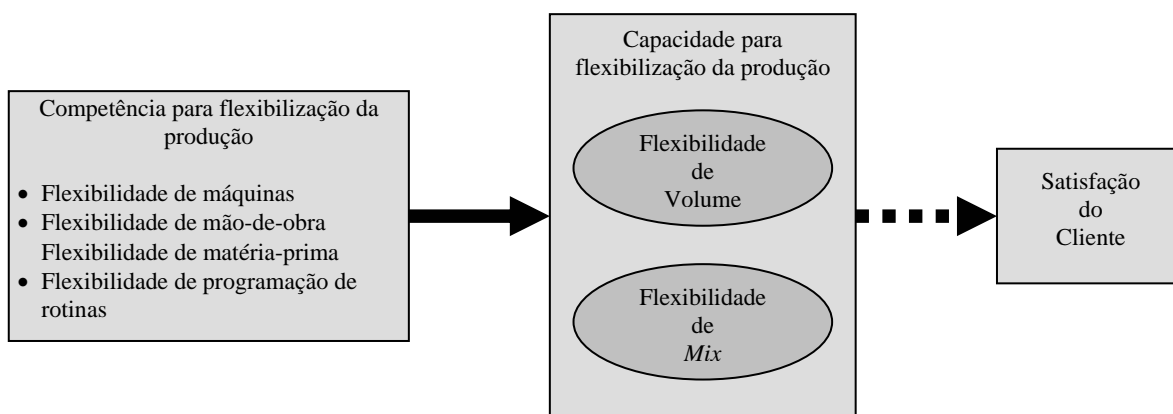 Competência para flexibilização da
produção
• Flexibilidade de máquinas
• Flexibilidade de mão-de-obra
Flexibilidade de matéria-prima
• Flexibilidade de programação de
rotinas
Capacidade para
flexibilização da produção
Flexibilidade
de
Volume
Flexibilidade
de
Mix
Satisfação
do
Cliente